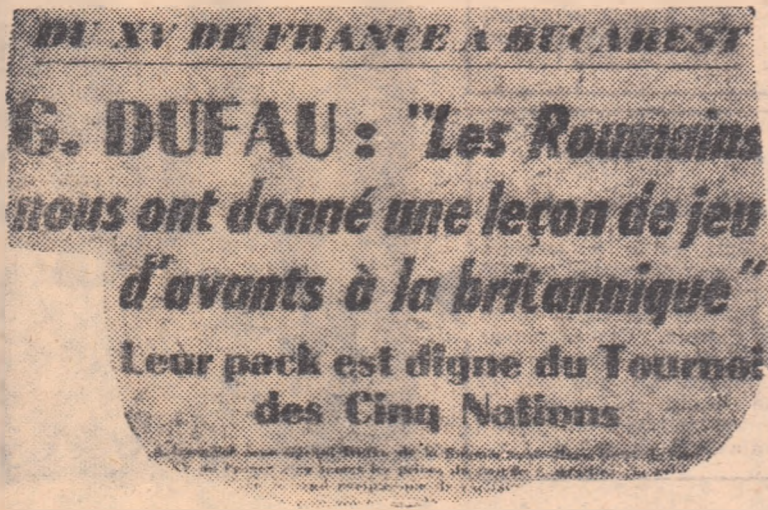 DU XV DE FRANCE A BUCAREST
G. DUFAU : "Les Roumains
nous ont donné une leçon de jeu
d'avants à la britannique"
Leur pack est digne du Tournoi
des Cinq Nations